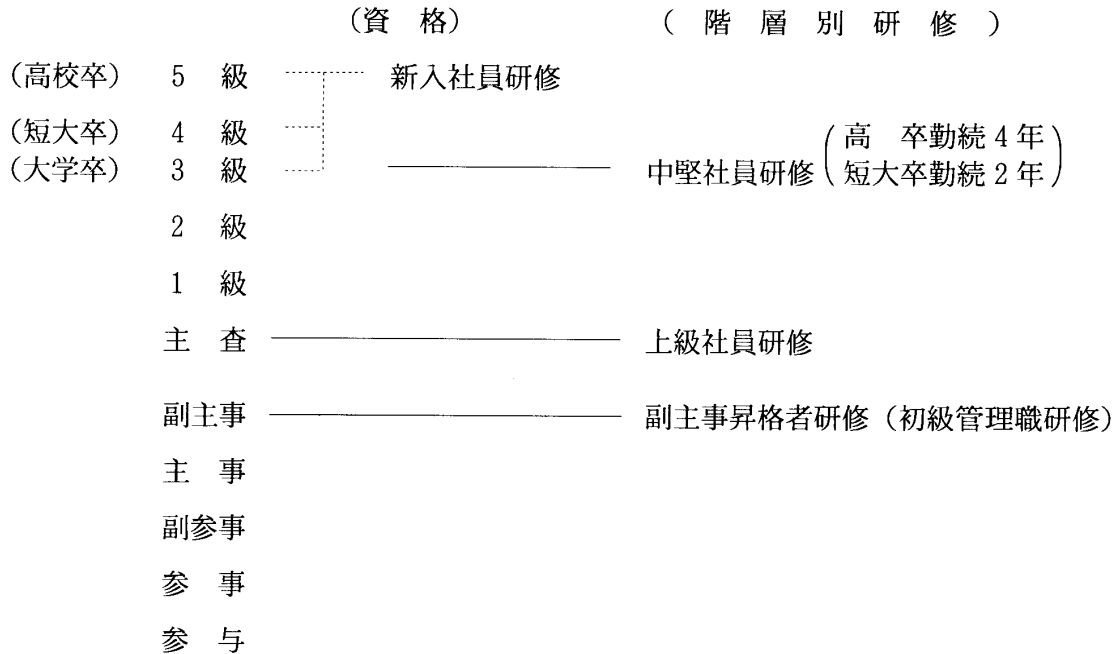 (資 格) (階層別研修)
(高校卒) 5 級 新入社員研修
(短大卒) 4 級
(大学卒) 3 級 中堅社員研修 (高 卒勤続4年
短大卒勤続2年)
2 級
1 級
主 査 上級社員研修
副主事 副主事昇格者研修(初級管理職研修)
主 事
副参事
参 事
参 与